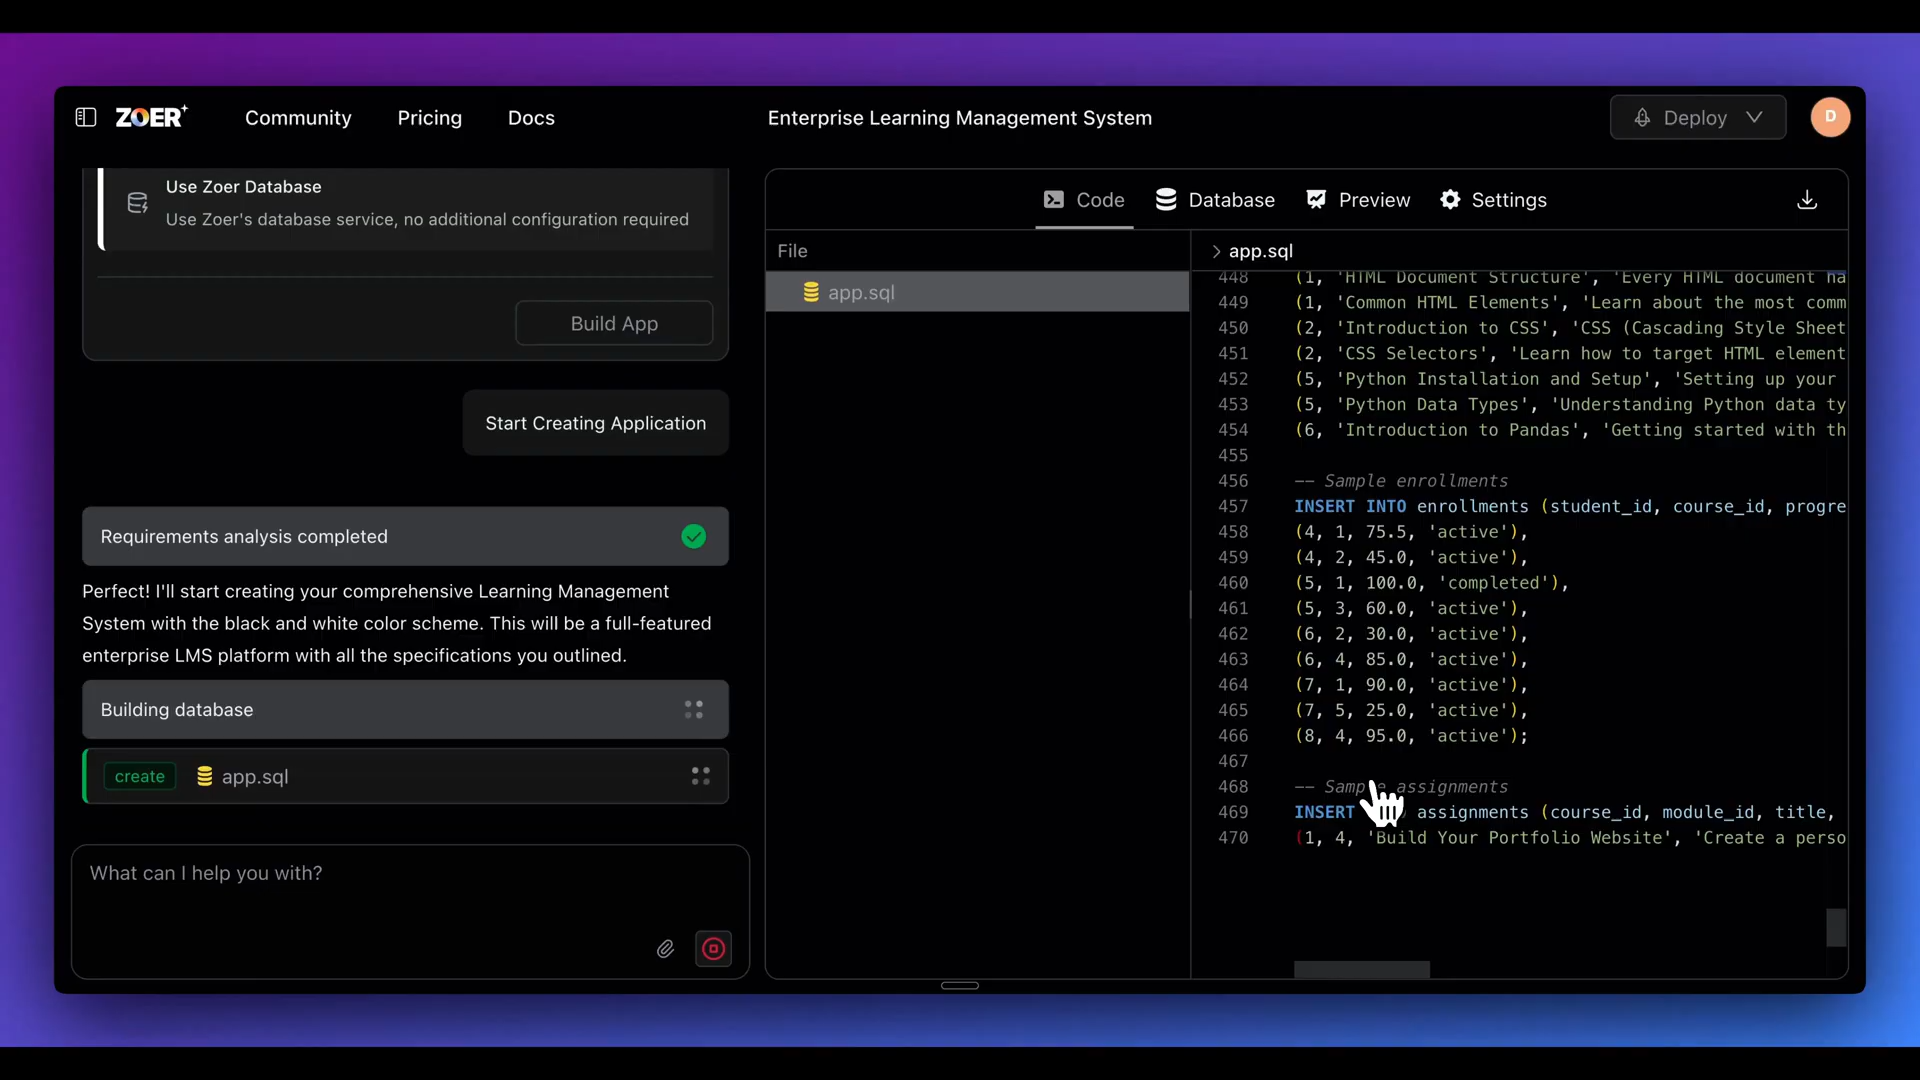 ZOER
Community
Pricing
Docs
Enterprise Learning Management System
Deploy
D
Use Zoer Database
Use Zoer's database service, no additional configuration required
Build App
Start Creating Application
Requirements analysis completed
Perfect! I'll start creating your comprehensive Learning Management
System with the black and white color scheme. This will be a full-featured
enterprise LMS platform with all the specifications you outlined.
Building database
create app.sql
What can I help you with?
Code
Database
Preview
Settings
File
app.sql
app.sql
448 (1, 'HTML Document Structure', 'Every HTML document ha
449 (1, 'Common HTML Elements', 'Learn about the most comm
450 (2, 'Introduction to CSS', 'CSS (Cascading Style Sheet
451 (2, 'CSS Selectors', 'Learn how to target HTML element
452 (5, 'Python Installation and Setup', 'Setting up your
453 (5, 'Python Data Types', 'Understanding Python data ty
454 (6, 'Introduction to Pandas', 'Getting started with th
455
456 -- Sample enrollments
457 INSERT INTO enrollments (student_id, course_id, progre
458 (4, 1, 75.5, 'active'),
459 (4, 2, 45.0, 'active'),
460 (5, 1, 100.0, 'completed'),
461 (5, 3, 60.0, 'active'),
462 (6, 2, 30.0, 'active'),
463 (6, 4, 85.0, 'active'),
464 (7, 1, 90.0, 'active'),
465 (7, 5, 25.0, 'active'),
466 (8, 4, 95.0, 'active');
467
468 -- Sample assignments
469 INSERT assignments (course_id, module_id, title,
470 (1, 4, 'Build Your Portfolio Website', 'Create a perso